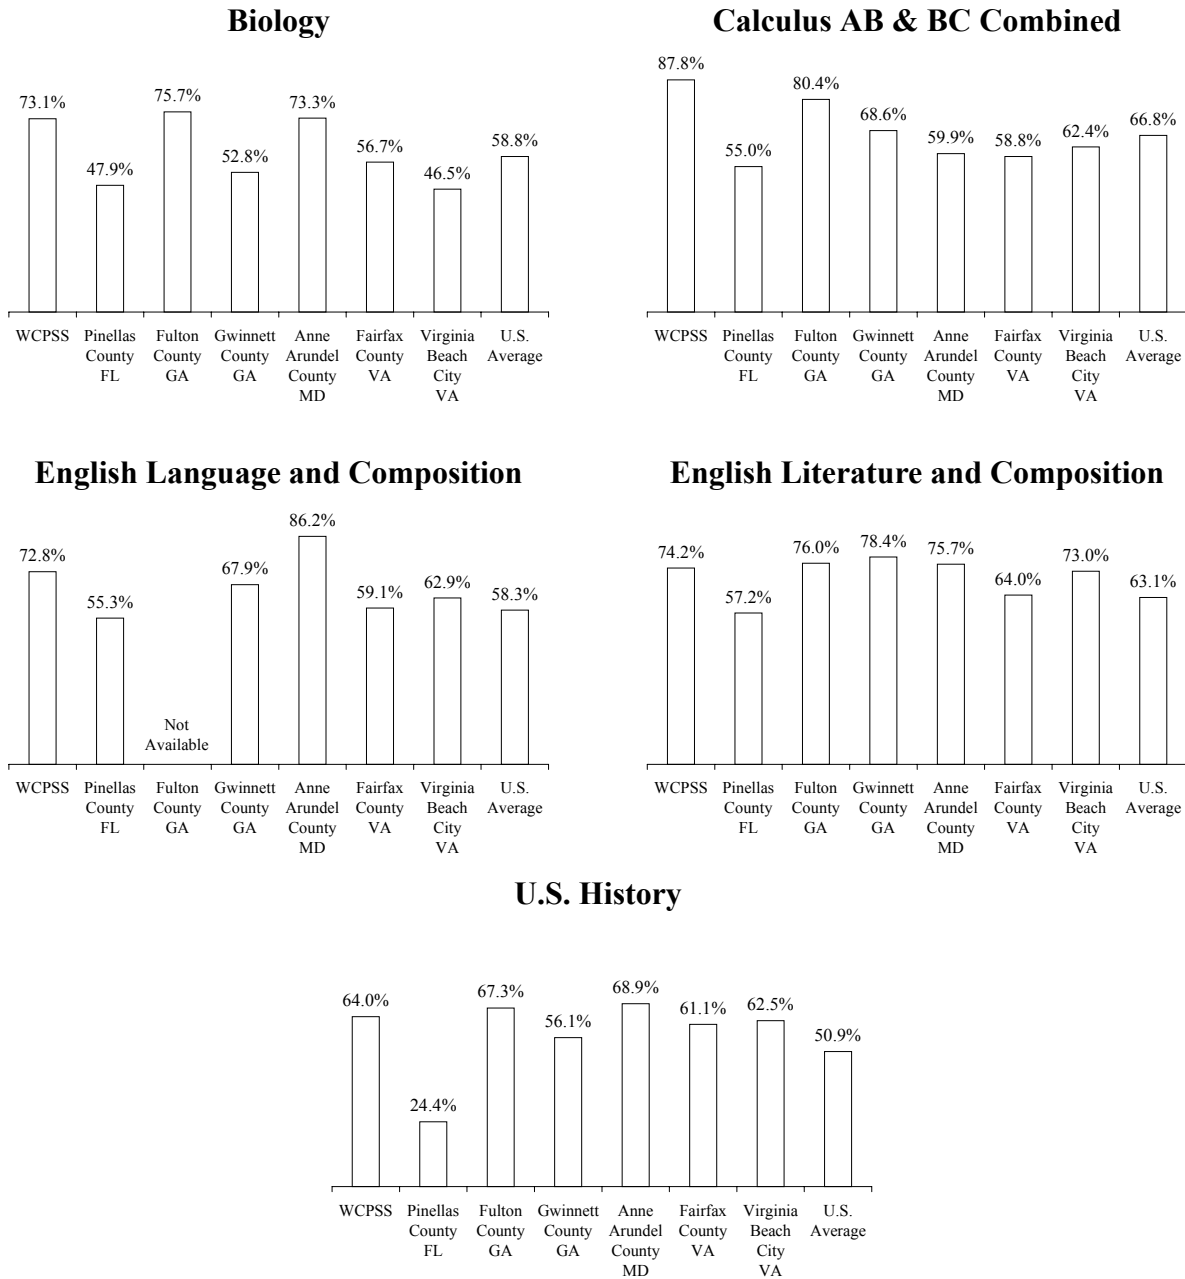 Biology
73.1%
47.9%
75.7%
52.8%
73.3%
56.7%
46.5%
58.8%
WCPSS
Pinellas
County
FL
Fulton
County
GA
Gwinnett
County
GA
Anne
Arundel
County
MD
Fairfax
County
VA
Virginia
Beach
City
VA
U.S.
Average
Calculus AB & BC Combined
87.8%
55.0%
80.4%
68.6%
59.9%
58.8%
62.4%
66.8%
WCPSS
Pinellas
County
FL
Fulton
County
GA
Gwinnett
County
GA
Anne
Arundel
County
MD
Fairfax
County
VA
Virginia
Beach
City
VA
U.S.
Average
English Language and Composition
72.8%
55.3%
Not
Available
67.9%
86.2%
59.1%
62.9%
58.3%
WCPSS
Pinellas
County
FL
Fulton
County
GA
Gwinnett
County
GA
Anne
Arundel
County
MD
Fairfax
County
VA
Virginia
Beach
City
VA
U.S.
Average
English Literature and Composition
74.2%
57.2%
76.0%
78.4%
75.7%
64.0%
73.0%
63.1%
WCPSS
Pinellas
County
FL
Fulton
County
GA
Gwinnett
County
GA
Anne
Arundel
County
MD
Fairfax
County
VA
Virginia
Beach
City
VA
U.S.
Average
U.S. History
64.0%
24.4%
67.3%
56.1%
68.9%
61.1%
62.5%
50.9%
WCPSS
Pinellas
County
FL
Fulton
County
GA
Gwinnett
County
GA
Anne
Arundel
County
MD
Fairfax
County
VA
Virginia
Beach
City
VA
U.S.
Average